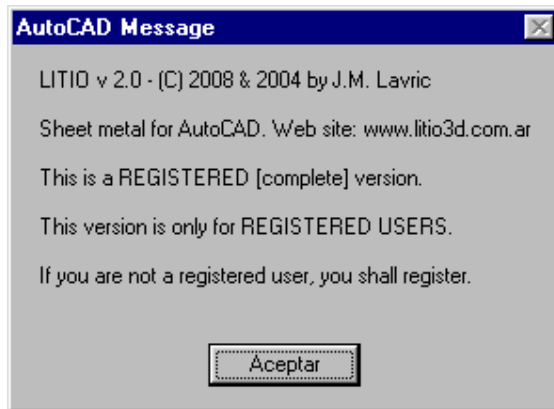 AutoCAD Message
LITIO v 2.0 - (C) 2008 & 2004 by J.M. Lavric
Sheet metal for AutoCAD. Web site: www.litio3d.com.ar
This is a REGISTERED [complete] version.
This version is only for REGISTERED USERS.
If you are not a registered user, you shall register.
Aceptar